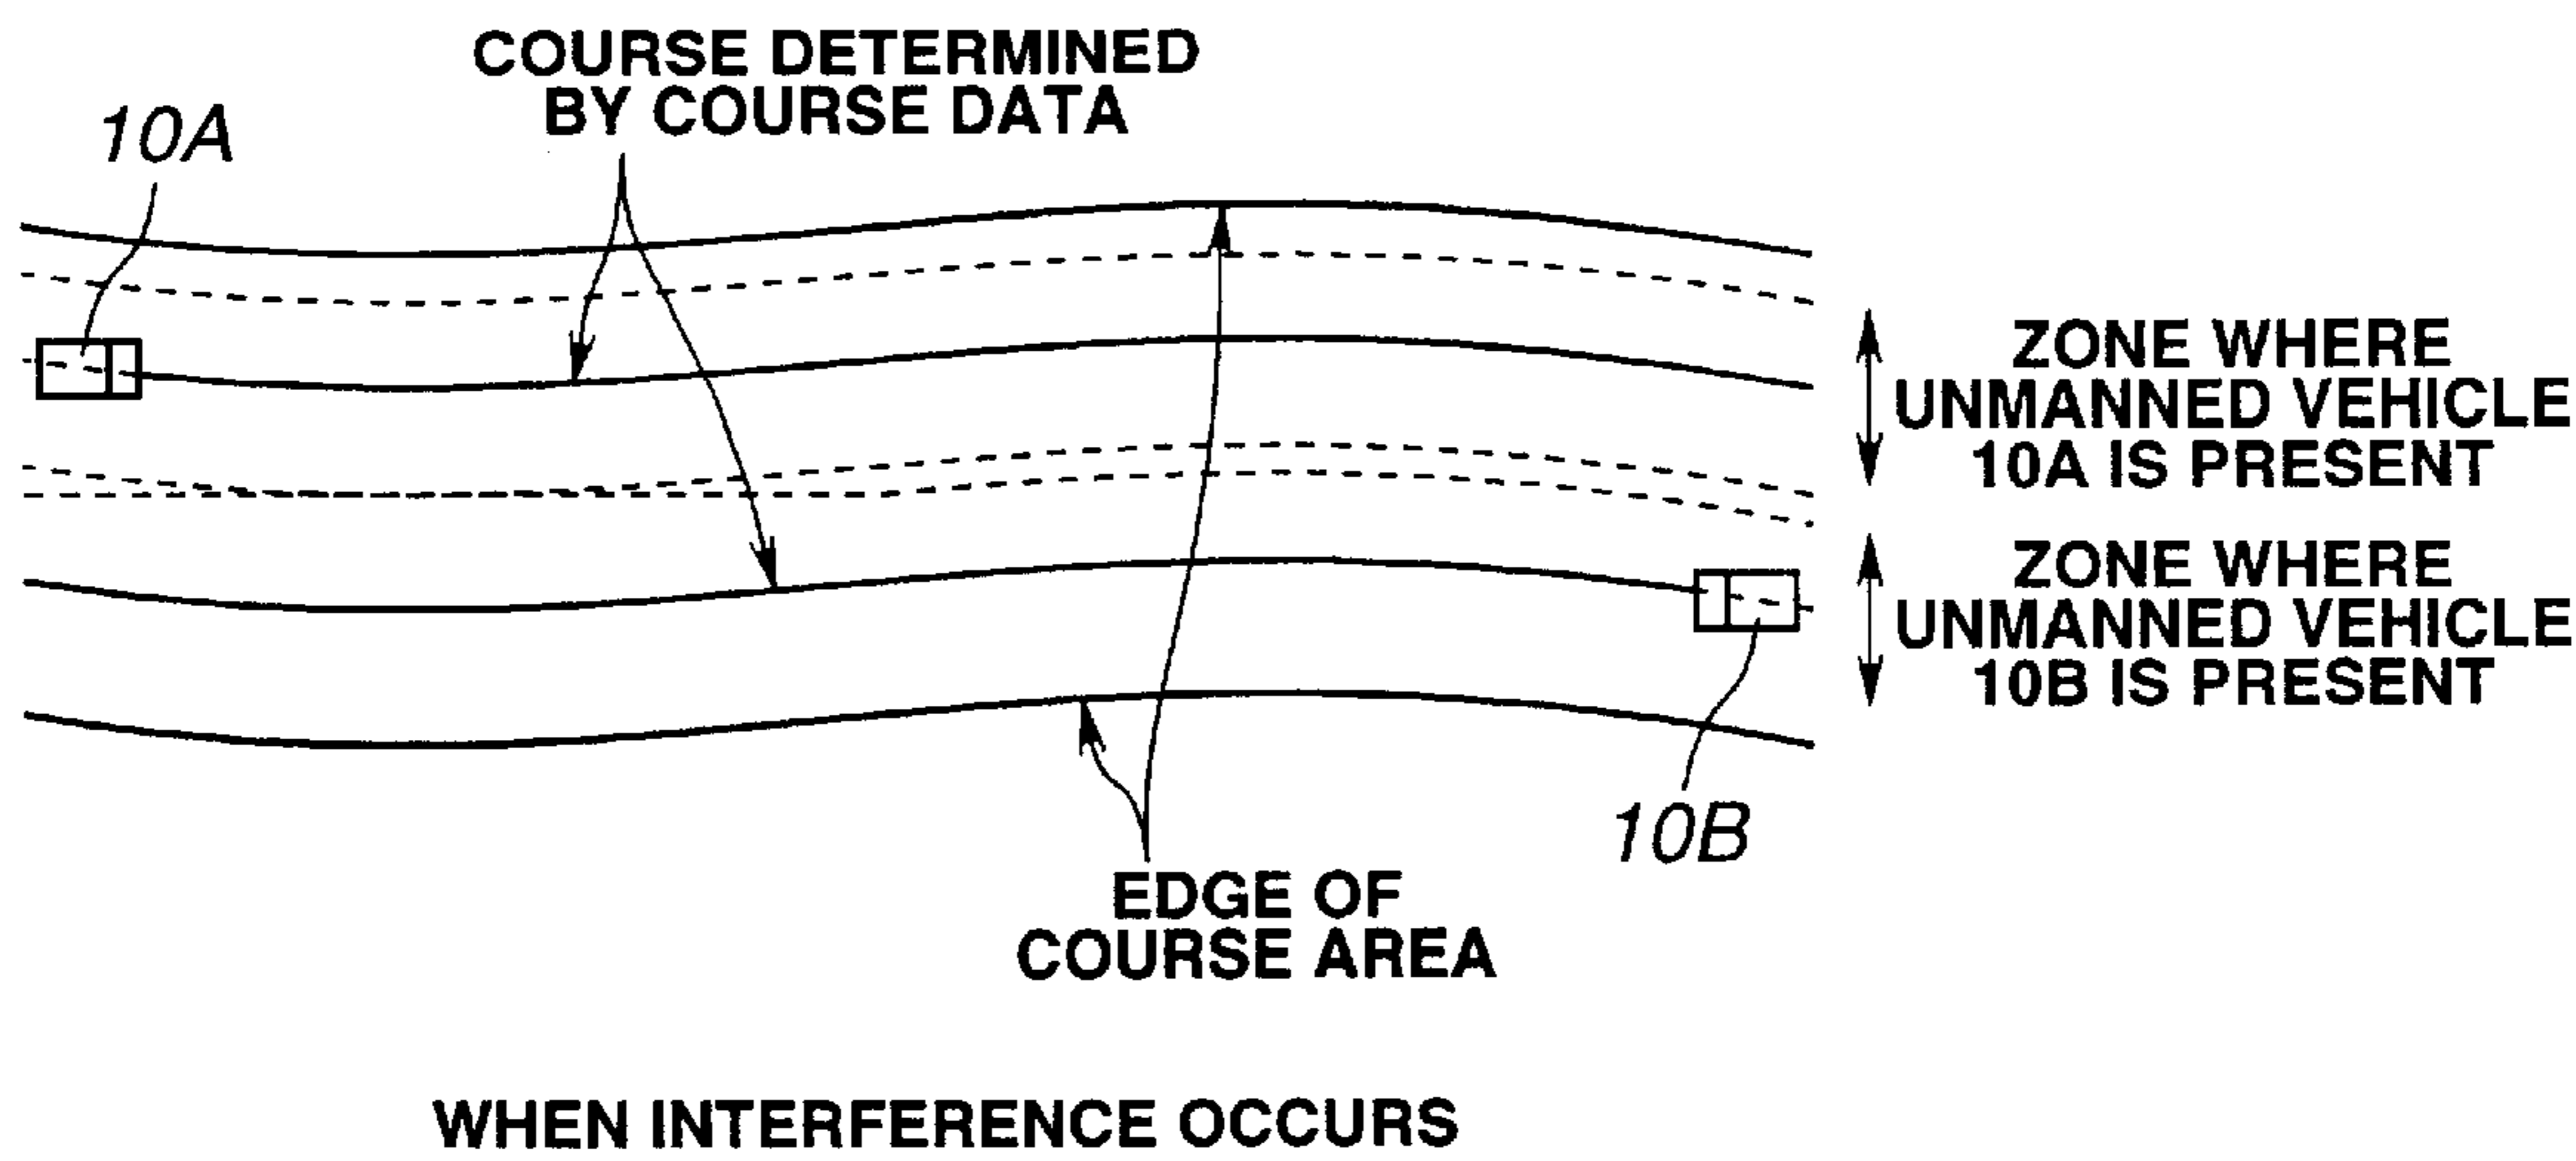 COURSE DETERMINED
BY COURSE DATA
10A
ZONE WHERE
UNMANNED VEHICLE
10A IS PRESENT
ZONE WHERE
UNMANNED VEHICLE
10B IS PRESENT
10B
EDGE OF
COURSE AREA
WHEN INTERFERENCE OCCURS